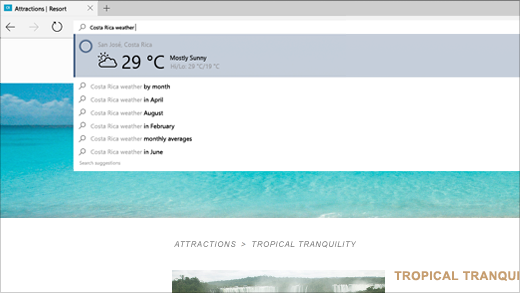 Attractions | Resort
Costa Rica weather
San José, Costa Rica
29 °C
Mostly Sunny
Hi/Lo: 29 °C/19 °C
Costa Rica weather by month
Costa Rica weather in April
Costa Rica weather August
Costa Rica weather in February
Costa Rica weather monthly averages
Costa Rica weather in June
Search suggestions
ATTRACTIONS > TROPICAL TRANQUILITY
TROPICAL TRANQUI